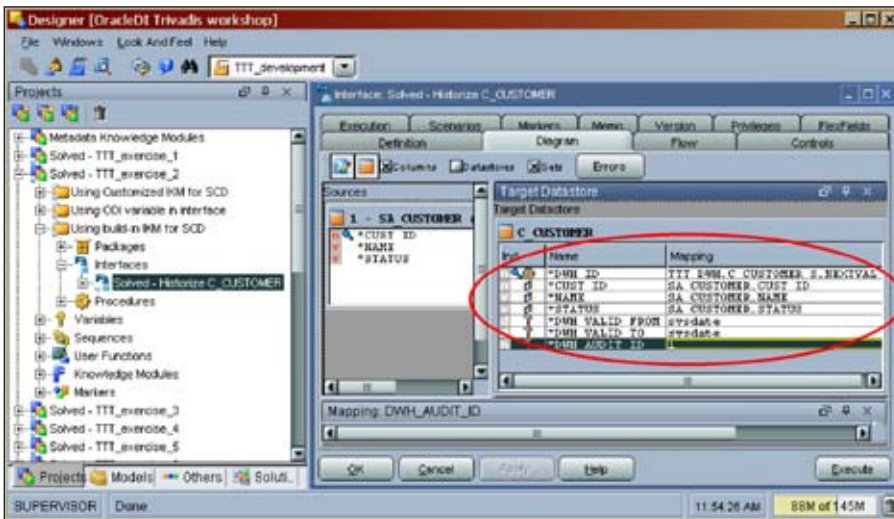 Designer [OracleDI Trivadis workshop]
File Windows Look And Feel Help
TTT_development
Projects
Metadata Knowledge Modules
Solved - TTT_exercise_1
Solved - TTT_exercise_2
Using Customized IKM for SCD
Using CDI variable in interface
Using build-in IKM for SCD
Packages
Interfaces
Solved - Historize C_CUSTOMER
Procedures
Variables
Sequences
User Functions
Knowledge Modules
Markers
Solved - TTT_exercise_3
Solved - TTT_exercise_4
Solved - TTT_exercise_5
Projects Models Others Soluti..
Interface: Solved - Historize C_CUSTOMER
Execution Scenarios Markers Memo Version Privileges FlexFields
Definition Diagram Flow Controls
Columns Datastores Sets Errors
Sources
1 - SA_CUSTOMER
*CUST_ID
*NAME
*STATUS
Target Datastore
Target Datastore
C_CUSTOMER
Ind Name Mapping
*DWH_ID TTT_DWH.C_CUSTOMER_S.NEXTVAL
*CUST_ID SA_CUSTOMER.CUST_ID
*NAME SA_CUSTOMER.NAME
*STATUS SA_CUSTOMER.STATUS
*DWH_VALID_FROM sysdate
*DWH_VALID_TO sysdate
*DWH_AUDIT_ID 1
Mapping: DWH_AUDIT_ID
OK Cancel Apply Help Execute
SUPERVISOR Done 11:54:26 AM 88M of 145M